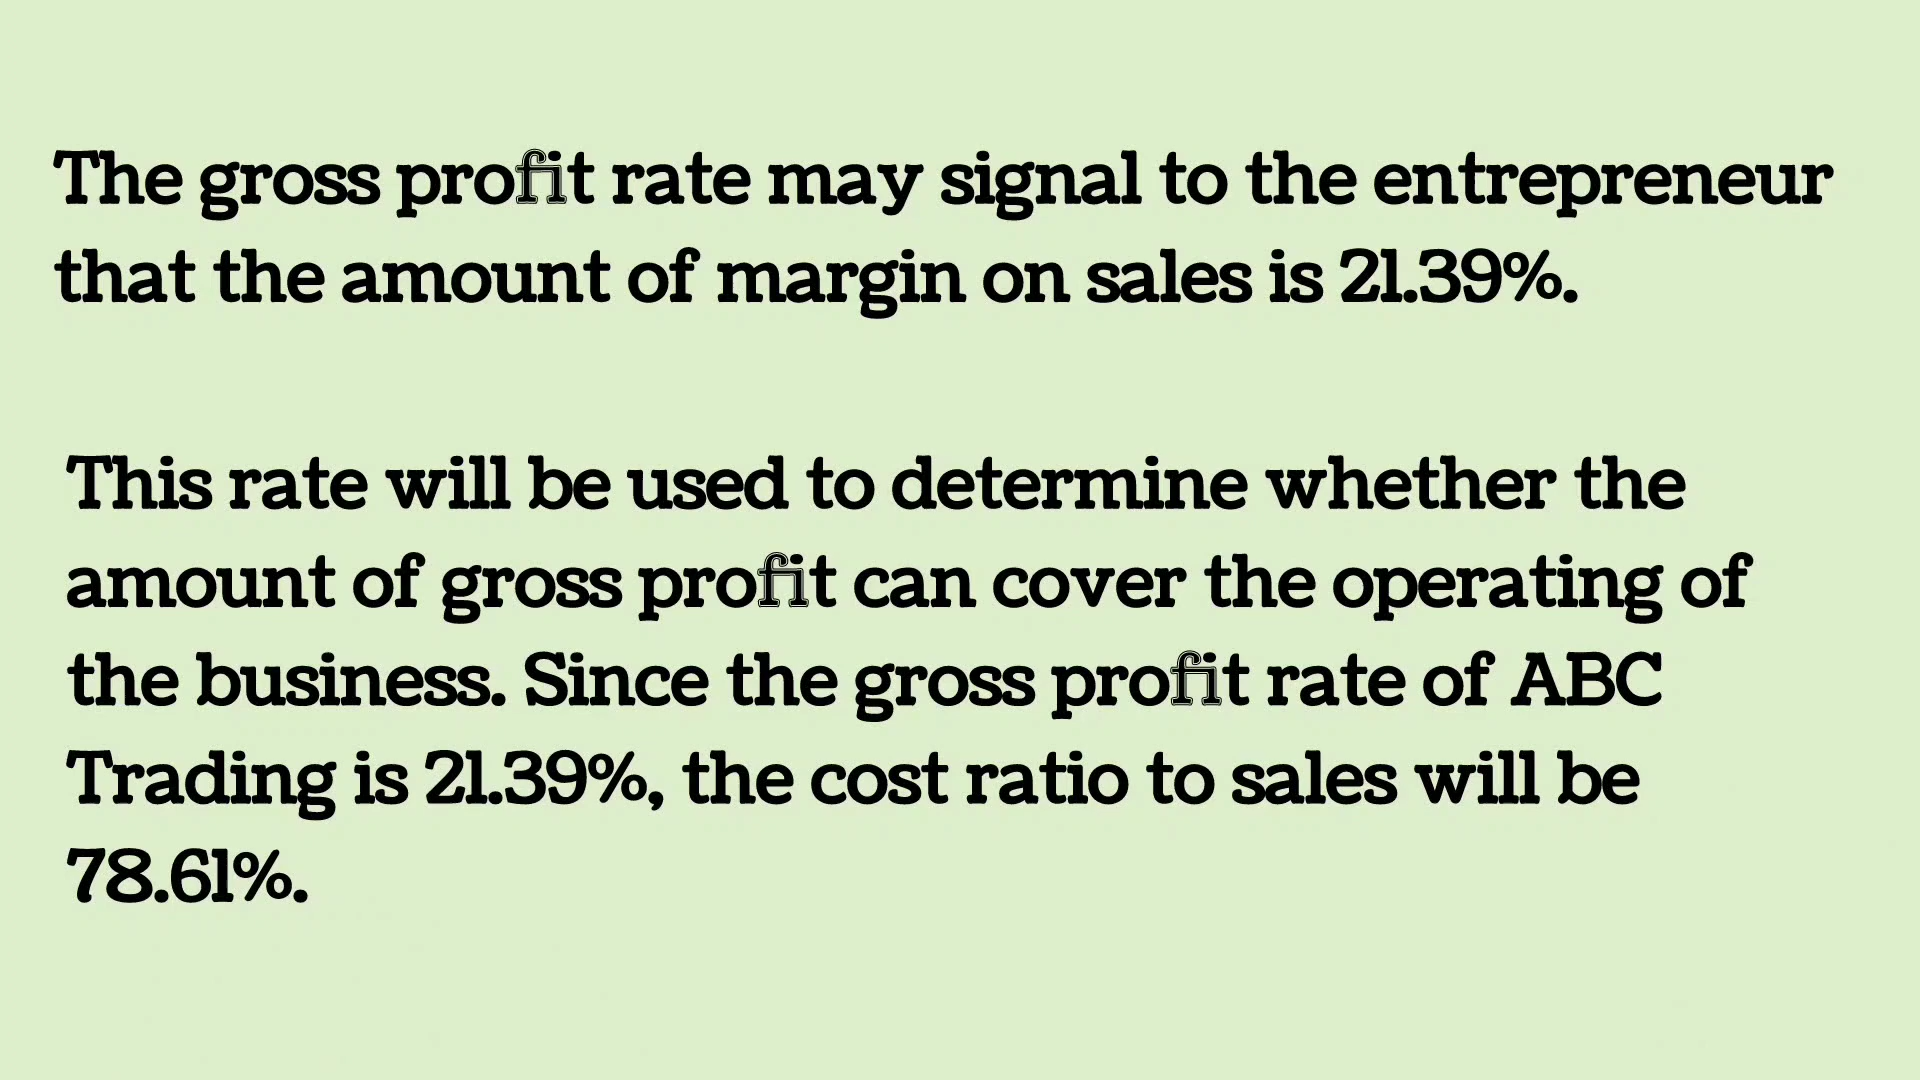 The gross profit rate may signal to the entrepreneur
that the amount of margin on sales is 21.39%.
This rate will be used to determine whether the
amount of gross profit can cover the operating of
the business. Since the gross profit rate of ABC
Trading is 21.39%, the cost ratio to sales will be
78.61%.